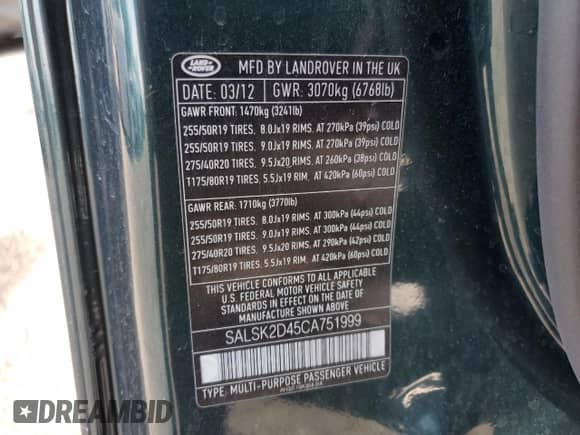 LAND
ROVER
MFD BY LANDROVER IN THE UK
DATE: 03/12 GWR: 3070kg (6768lb)
GAWR FRONT: 1470kg (3241lb)
255/50R19 TIRES, 8.0Jx19 RIMS, AT 270kPa (39psi) COLD
255/50R19 TIRES, 9.0Jx19 RIMS, AT 270kPa (39psi) COLD
275/40R20 TIRES, 9.5Jx20 RIMS, AT 260kPa (38psi) COLD
T175/80R19 TIRES, 5.5Jx19 RIM, AT 420kPa (60psi) COLD
GAWR REAR: 1710kg (3770lb)
255/50R19 TIRES, 8.0Jx19 RIMS, AT 300kPa (44psi) COLD
255/50R19 TIRES, 9.0Jx19 RIMS, AT 300kPa (44psi) COLD
275/40R20 TIRES, 9.5Jx20 RIMS, AT 290kPa (42psi) COLD
T175/80R19 TIRES, 5.5Jx19 RIM, AT 420kPa (60psi) COLD
THIS VEHICLE CONFORMS TO ALL APPLICABLE
U.S. FEDERAL MOTOR VEHICLE SAFETY
STANDARDS IN EFFECT ON THE DATE OF
MANUFACTURE SHOWN ABOVE
SALSK2D45CA751999
TYPE: MULTI-PURPOSE PASSENGER VEHICLE
DREAMBID